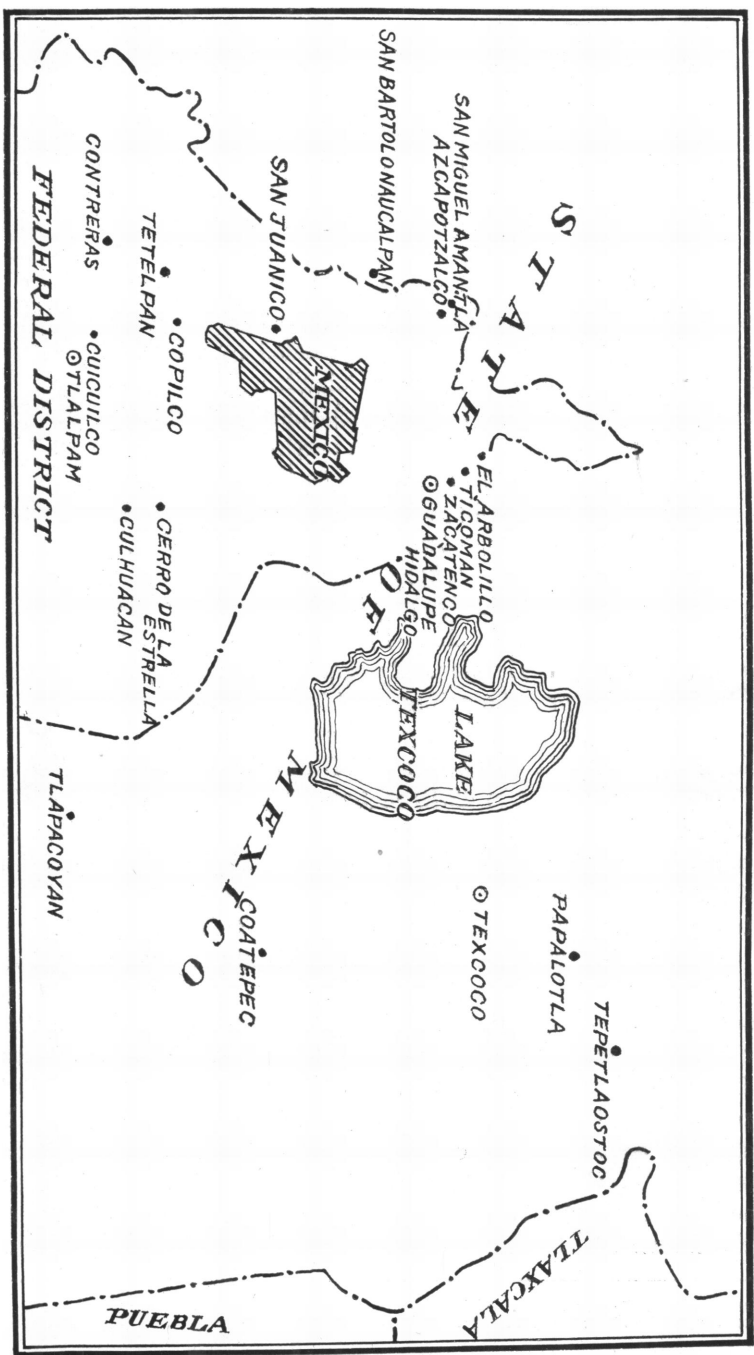 STATE OF MEXICO
SAN MIGUEL AMANTLA
AZCAPOTZALCO
SAN BARTOLO NAUCALPAN
SAN JUANICO
MEXICO
TETELPAN
CONTRERAS
COPILCO
CUICUILCO
TLALPAM
FEDERAL DISTRICT
EL ARBOLILLO
TICOMAN
ZACATENCO
GUADALUPE
HIDALGO
CERRO DE LA
ESTRELLA
CULHUACAN
LAKE
TEXCOCO
PAPALOTLA
TEPETLAOSTOC
TEXCOCO
COATEPEC
TLAPACOYAN
TLAXCALA
PUEBLA